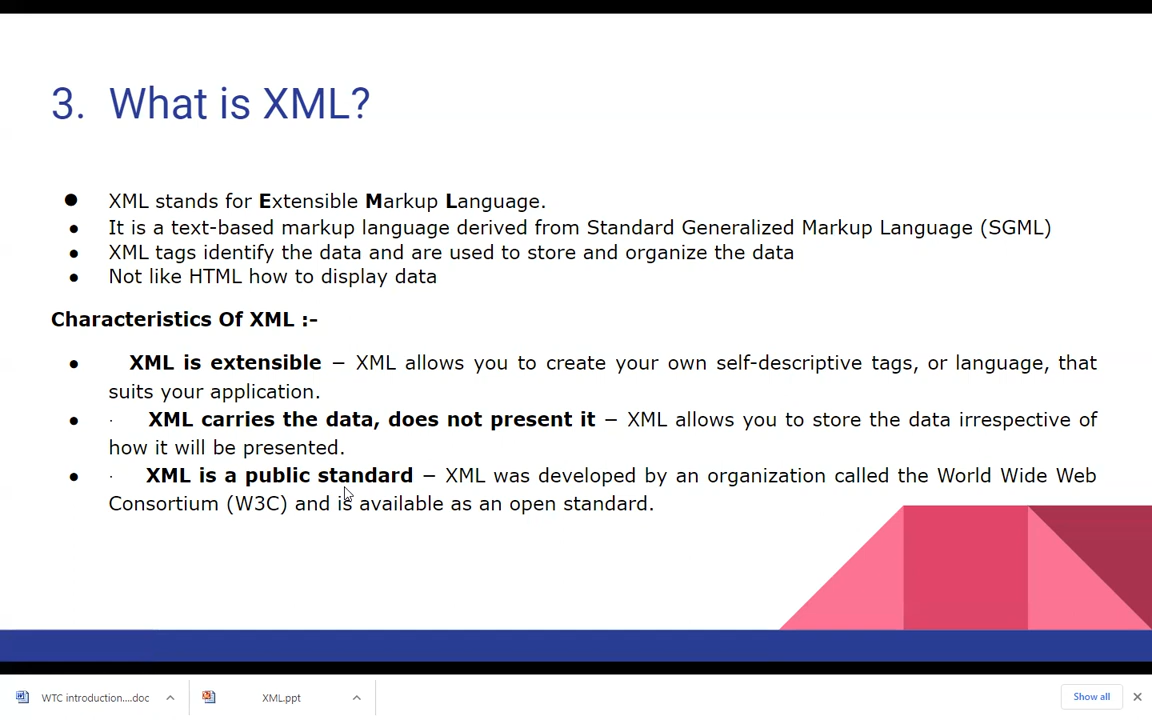 3. What is XML?
● XML stands for Extensible Markup Language.
● It is a text-based markup language derived from Standard Generalized Markup Language (SGML)
● XML tags identify the data and are used to store and organize the data
● Not like HTML how to display data
Characteristics Of XML :-
● XML is extensible − XML allows you to create your own self-descriptive tags, or language, that
suits your application.
● · XML carries the data, does not present it − XML allows you to store the data irrespective of
how it will be presented.
● · XML is a public standard − XML was developed by an organization called the World Wide Web
Consortium (W3C) and is available as an open standard.
WTC introduction....doc
XML.ppt
Show all